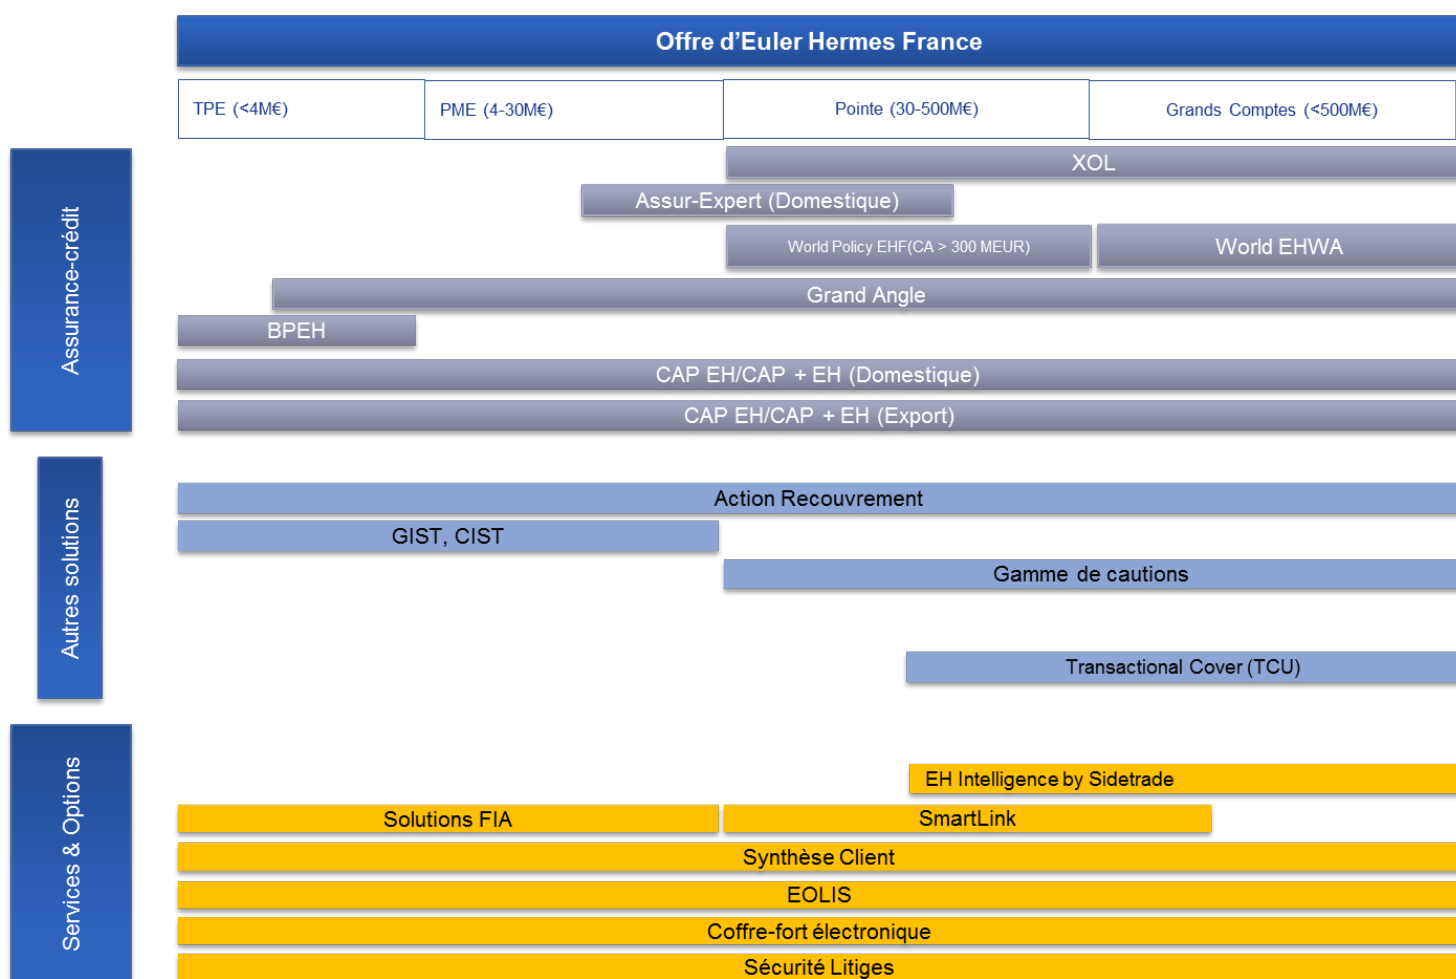 Offre d'Euler Hermes France
TPE (<4M€)
PME (4-30M€)
Pointe (30-500M€)
Grands Comptes (<500M€)
Assurance-crédit
XOL
Assur-Expert (Domestique)
World Policy EHF(CA > 300 MEUR)
World EHWA
Grand Angle
BPEH
CAP EH/CAP + EH (Domestique)
CAP EH/CAP + EH (Export)
Autres solutions
Action Recouvrement
GIST, CIST
Gamme de cautions
Transactional Cover (TCU)
Services & Options
EH Intelligence by Sidetrade
Solutions FIA
SmartLink
Synthèse Client
EOLIS
Coffre-fort électronique
Sécurité Litiges